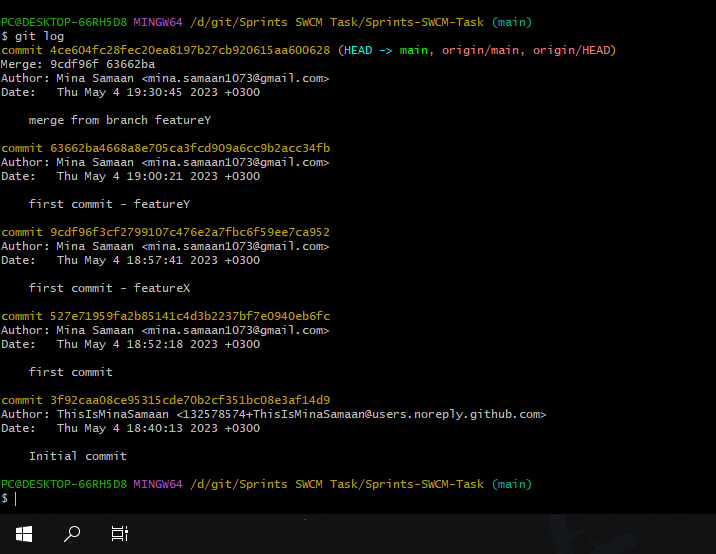 PC@DESKTOP-66RH5D8 MINGW64 /d/git/Sprints SWCM Task/Sprints-SWCM-Task (main)
$ git log
commit 4ce604fc28fec20ea8197b27cb920615aa600628 (HEAD -> main, origin/main, origin/HEAD)
Merge: 9cdf96f 63662ba
Author: Mina Samaan <mina.samaan1073@gmail.com>
Date:   Thu May 4 19:30:45 2023 +0300

    merge from branch featureY

commit 63662ba4668a8e705ca3fcd909a6cc9b2acc34fb
Author: Mina Samaan <mina.samaan1073@gmail.com>
Date:   Thu May 4 19:00:21 2023 +0300

    first commit - featureY

commit 9cdf96f3cf2799107c476e2a7fbc6f59ee7ca952
Author: Mina Samaan <mina.samaan1073@gmail.com>
Date:   Thu May 4 18:57:41 2023 +0300

    first commit - featureX

commit 527e71959fa2b85141c4d3b2237bf7e0940eb6fc
Author: Mina Samaan <mina.samaan1073@gmail.com>
Date:   Thu May 4 18:52:18 2023 +0300

    first commit

commit 3f92caa08ce95315cde70b2cf351bc08e3af14d9
Author: ThisIsMinaSamaan <132578574+ThisIsMinaSamaan@users.noreply.github.com>
Date:   Thu May 4 18:40:13 2023 +0300

    Initial commit

PC@DESKTOP-66RH5D8 MINGW64 /d/git/Sprints SWCM Task/Sprints-SWCM-Task (main)
$